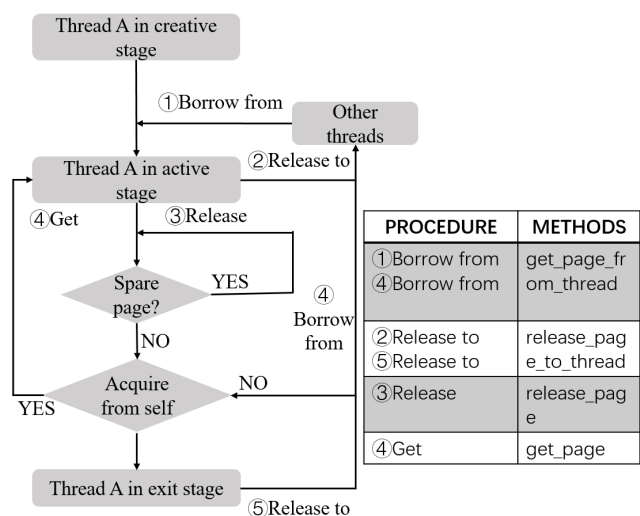 Thread A in creative
stage
①Borrow from
Other
threads
②Release to
Thread A in active
stage
④Get
③Release
Spare
page?
YES
④
Borrow
from
NO
Acquire
from self
NO
YES
Thread A in exit stage
⑤Release to
PROCEDURE METHODS
①Borrow from get_page_fr
④Borrow from om_thread
②Release to release_pag
⑤Release to e_to_thread
③Release release_pag
e
④Get get_page